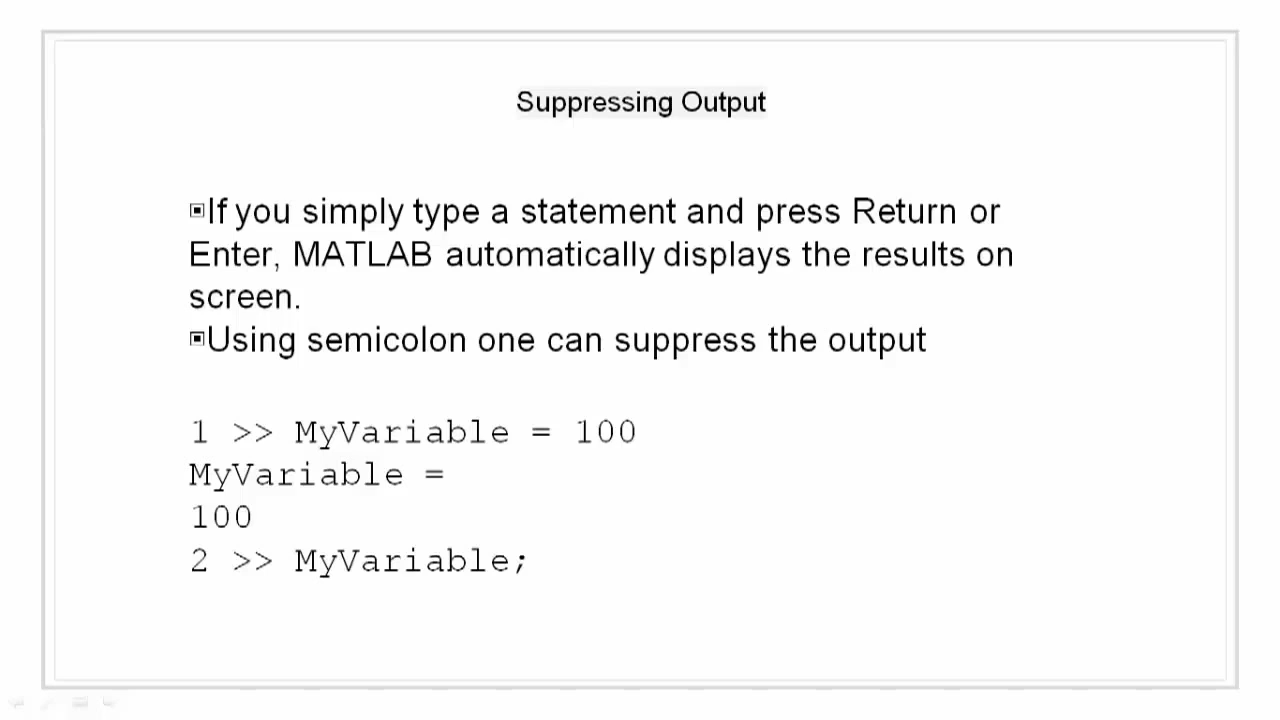 Suppressing Output
If you simply type a statement and press Return or
Enter, MATLAB automatically displays the results on
screen.
Using semicolon one can suppress the output
1 >> MyVariable = 100
MyVariable =
100
2 >> MyVariable;